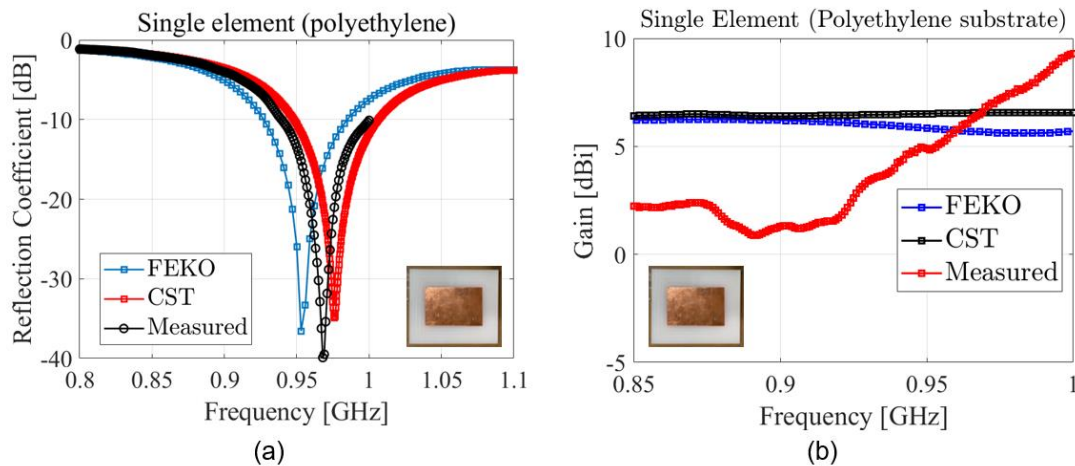 Single element (polyethylene)
Reflection Coefficient [dB]
0
-10
-20
-30
-40
FEKO
CST
Measured
0.8 0.85 0.9 0.95 1 1.05 1.1
Frequency [GHz]
(a)
Single Element (Polyethylene substrate)
Gain [dBi]
10
5
0
-5
FEKO
CST
Measured
0.85 0.9 0.95 1
Frequency [GHz]
(b)